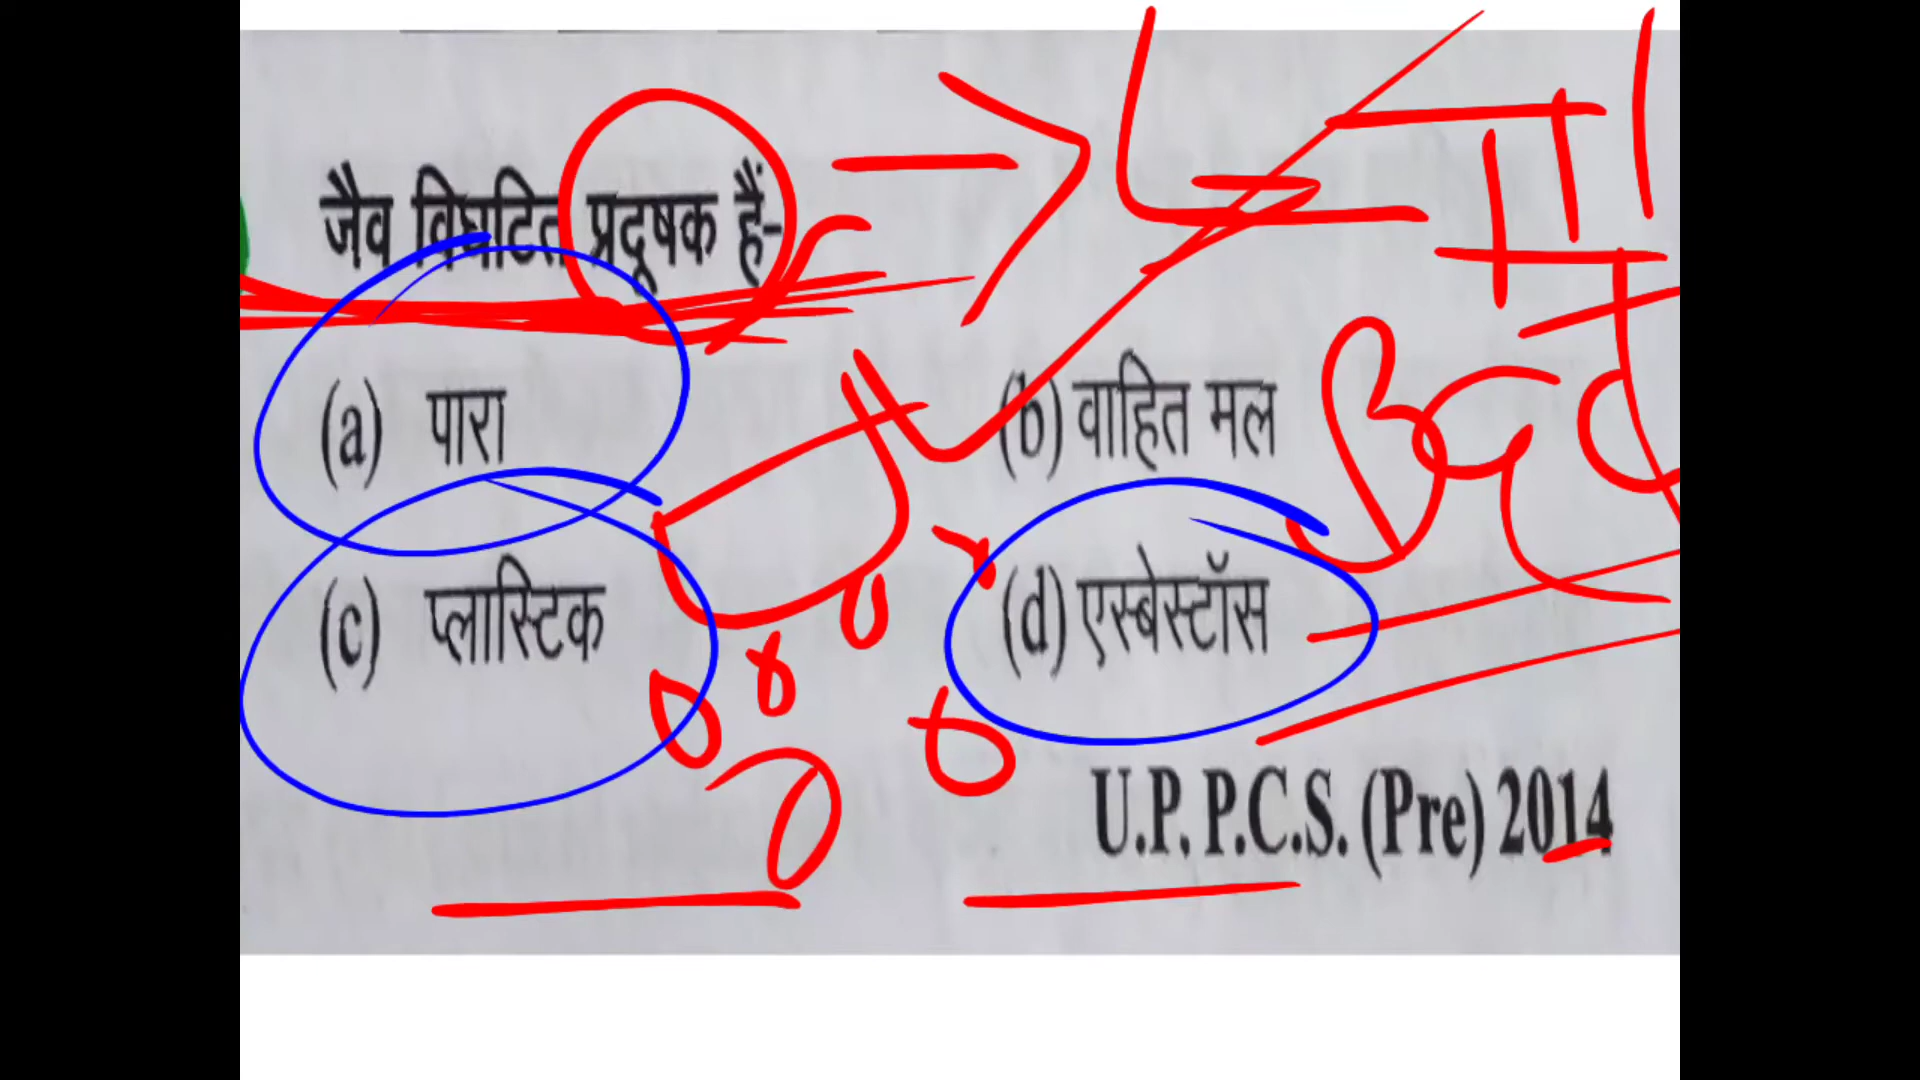 जैव विघटित प्रदूषक हैं-
(a) पारा
(b) वाहित मल
(c) प्लास्टिक
(d) एस्बेस्टॉस
U.P. P.C.S. (Pre) 2014